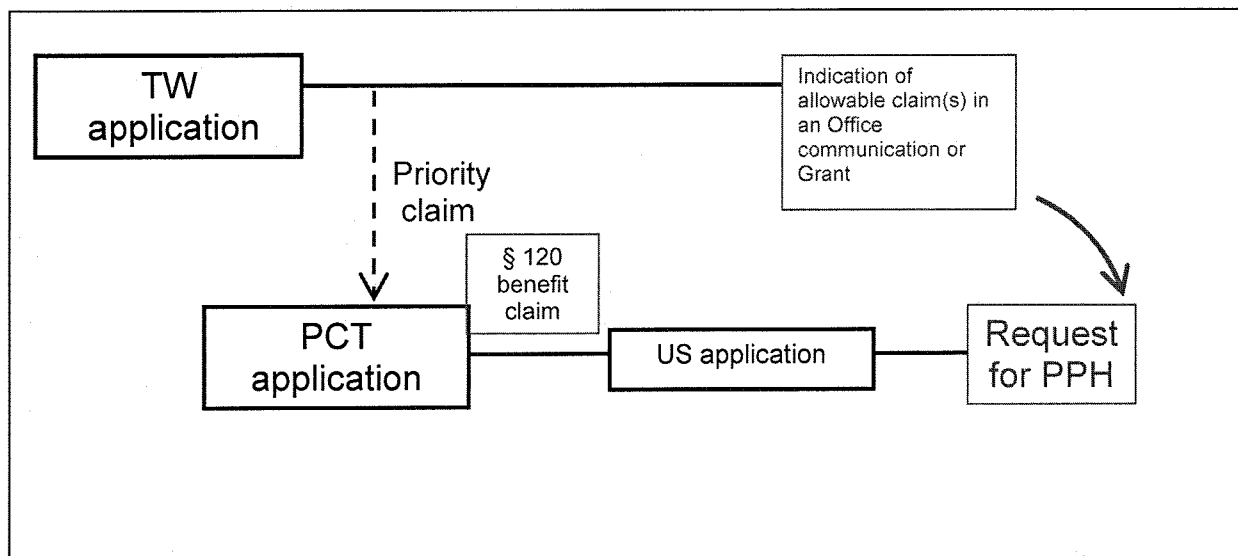 TW
application
Indication of
allowable claim(s) in
an Office
communication or
Grant
Priority
claim
§ 120
benefit
claim
PCT
application
US application
Request
for PPH